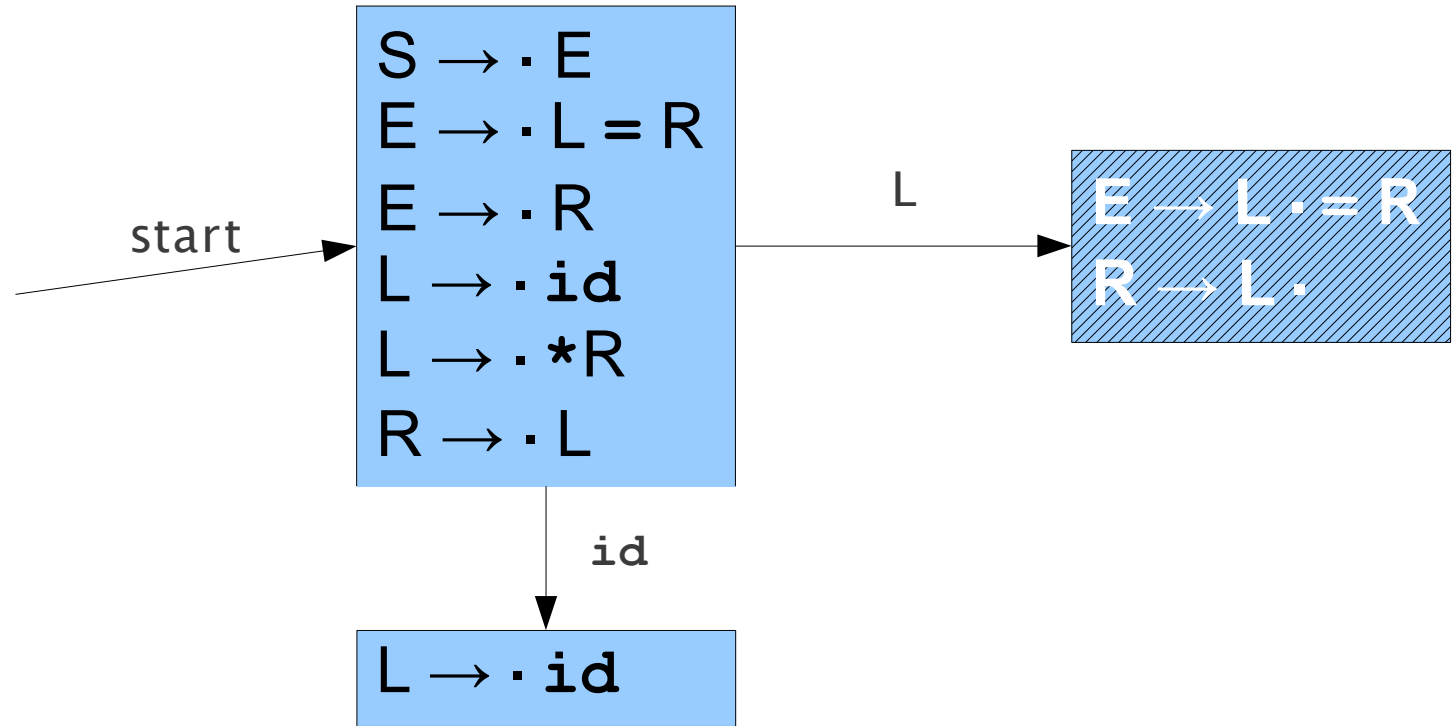 S → · E
E → · L = R
E → · R
L → · id
L → · *R
R → · L
start
L
E → L · = R
R → L ·
id
L → · id